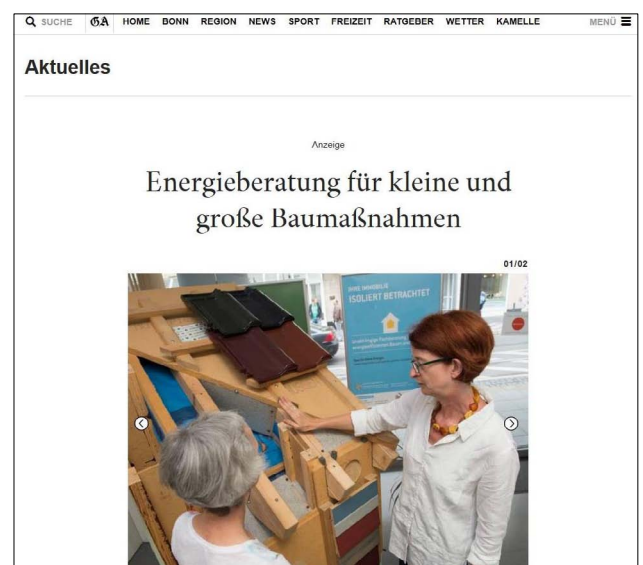 SUCHE GA HOME BONN REGION NEWS SPORT FREIZEIT RATGEBER WETTER KAMELLE MENÜ
Aktuelles
Anzeige
Energieberatung für kleine und
große Baumaßnahmen
01/02
IHRE IMMOBILIE
ISOLIERT BETRACHTET